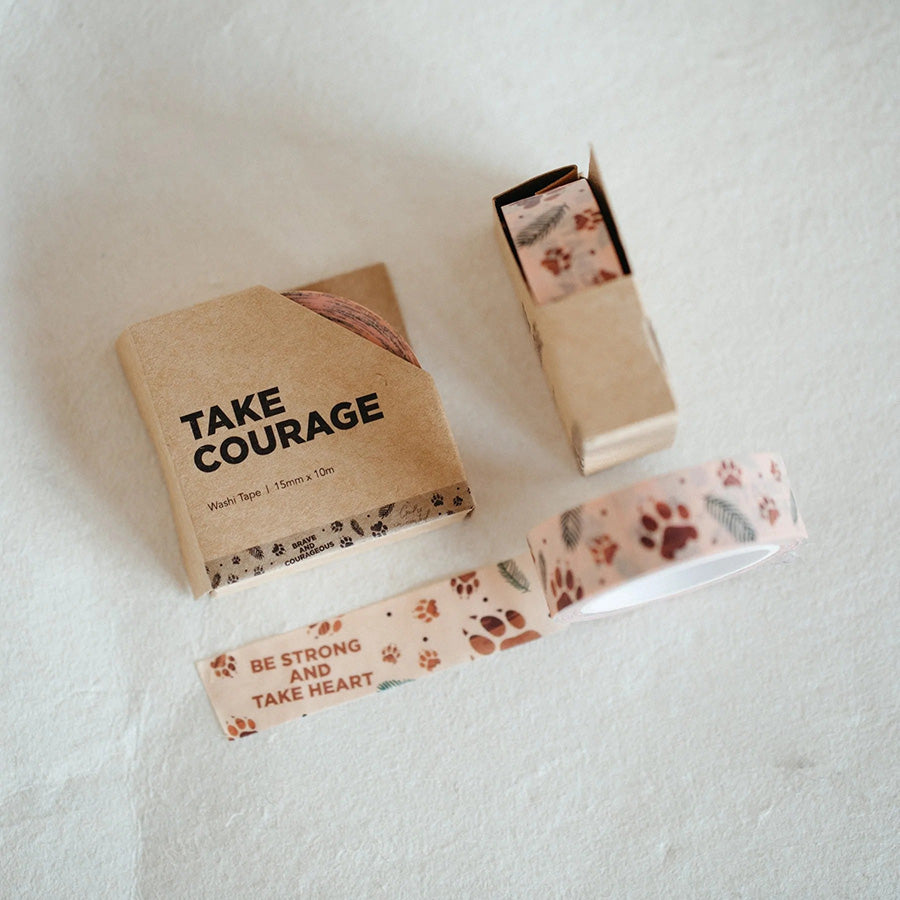 TAKE
COURAGE
Washi Tape | 15mm x 10m
BRAVE
AND
COURAGEOUS
BE STRONG
AND
TAKE HEART